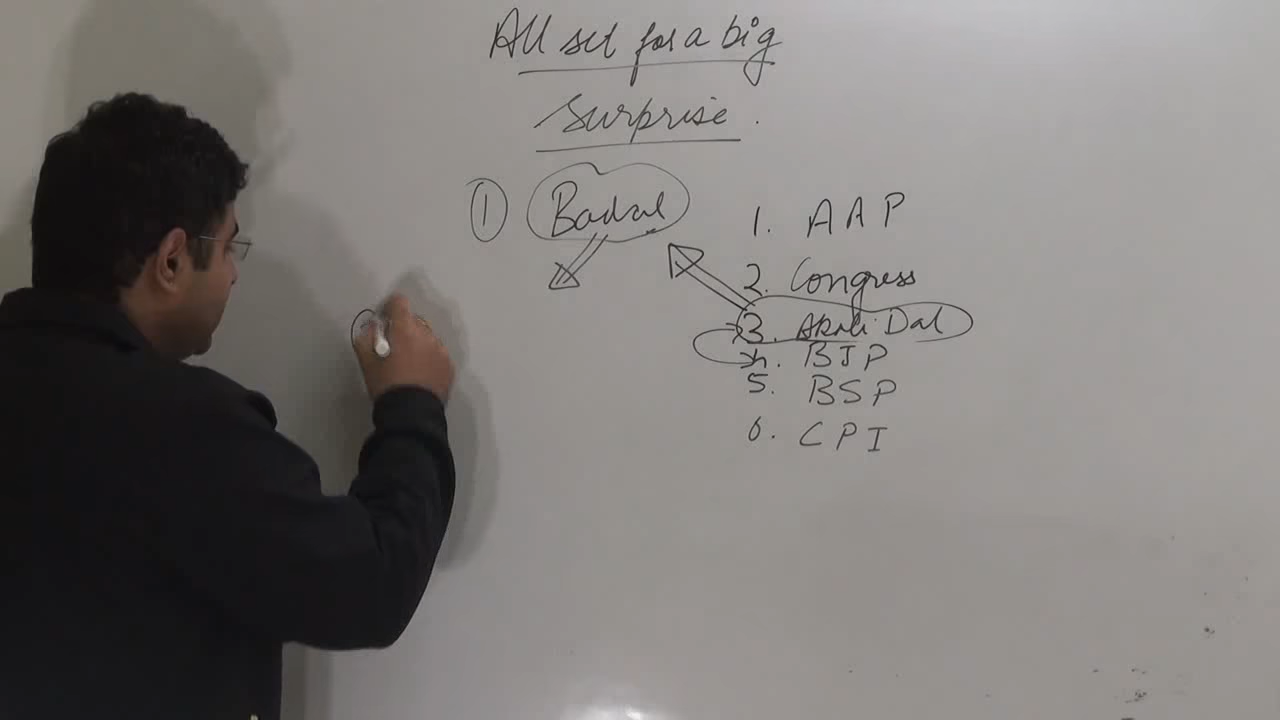 All set for a big
surprise.
① Badal
1. AAP
2. Congress
3. Akali Dal
4. BJP
5. BSP
6. CPI